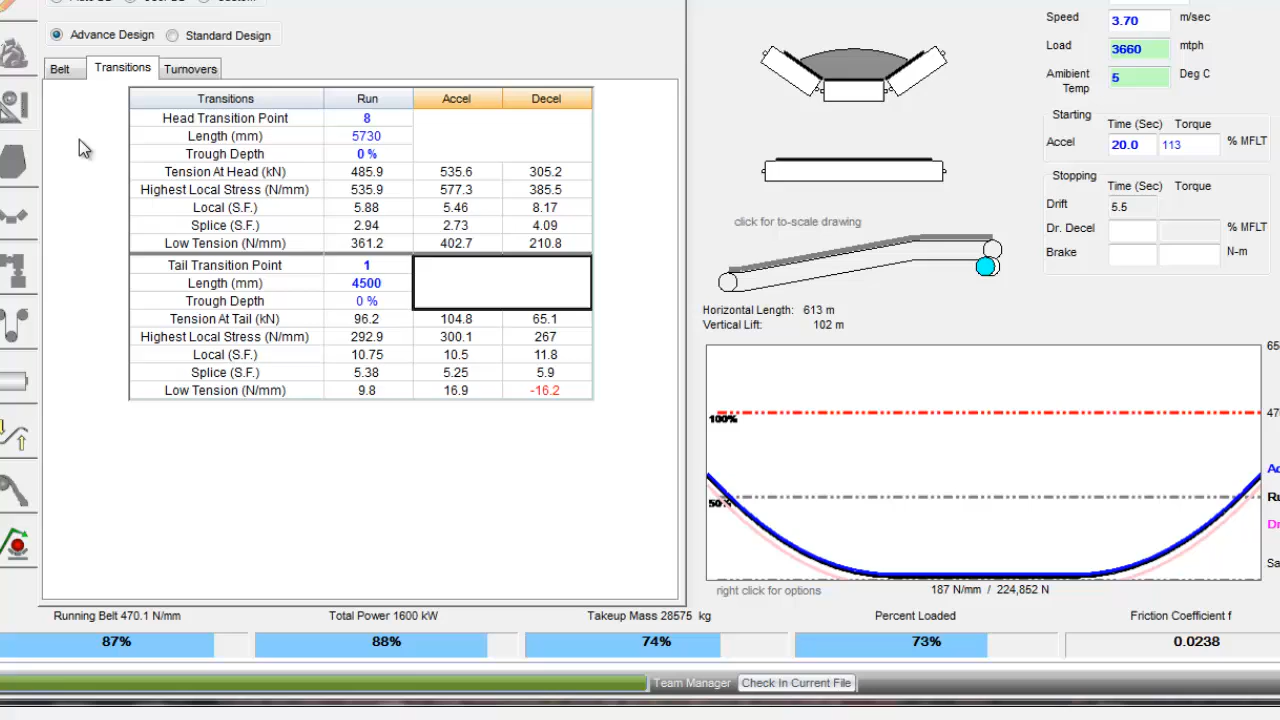 Advance Design Standard Design
Belt Transitions Turnovers
Transitions Run Accel Decel
Head Transition Point 8
Length (mm) 5730
Trough Depth 0 %
Tension At Head (kN) 485.9 535.6 305.2
Highest Local Stress (N/mm) 535.9 577.3 385.5
Local (S.F.) 5.88 5.46 8.17
Splice (S.F.) 2.94 2.73 4.09
Low Tension (N/mm) 361.2 402.7 210.8
Tail Transition Point 1
Length (mm) 4500
Trough Depth 0 %
Tension At Tail (kN) 96.2 104.8 65.1
Highest Local Stress (N/mm) 292.9 300.1 267
Local (S.F.) 10.75 10.5 11.8
Splice (S.F.) 5.38 5.25 5.9
Low Tension (N/mm) 9.8 16.9 -16.2
Speed 3.70 m/sec
Load 3660 mtph
Ambient Temp 5 Deg C
Starting
Time (Sec) Torque
Accel 20.0 113 % MFLT
Stopping
Time (Sec) Torque
Drift 5.5
Dr. Decel % MFLT
Brake N-m
click for to-scale drawing
Horizontal Length: 613 m
Vertical Lift: 102 m
65
100%
47
Ac
50%
Ru
Dr
Sa
right click for options 187 N/mm / 224,852 N
Running Belt 470.1 N/mm Total Power 1600 kW Takeup Mass 28575 kg Percent Loaded Friction Coefficient f
87% 88% 74% 73% 0.0238
Team Manager Check In Current File